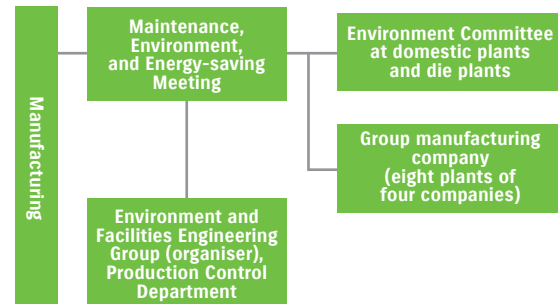 Manufacturing
Maintenance,
Environment,
and Energy-saving
Meeting
Environment Committee
at domestic plants
and die plants
Group manufacturing
company
(eight plants of
four companies)
Environment and
Facilities Engineering
Group (organiser),
Production Control
Department